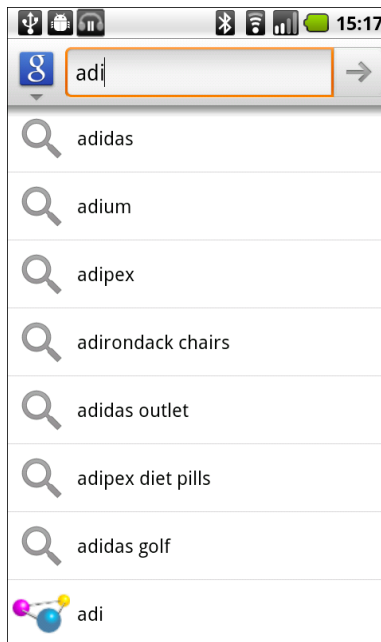 15:17
g
adi
adidas
adium
adipex
adirondack chairs
adidas outlet
adipex diet pills
adidas golf
adi